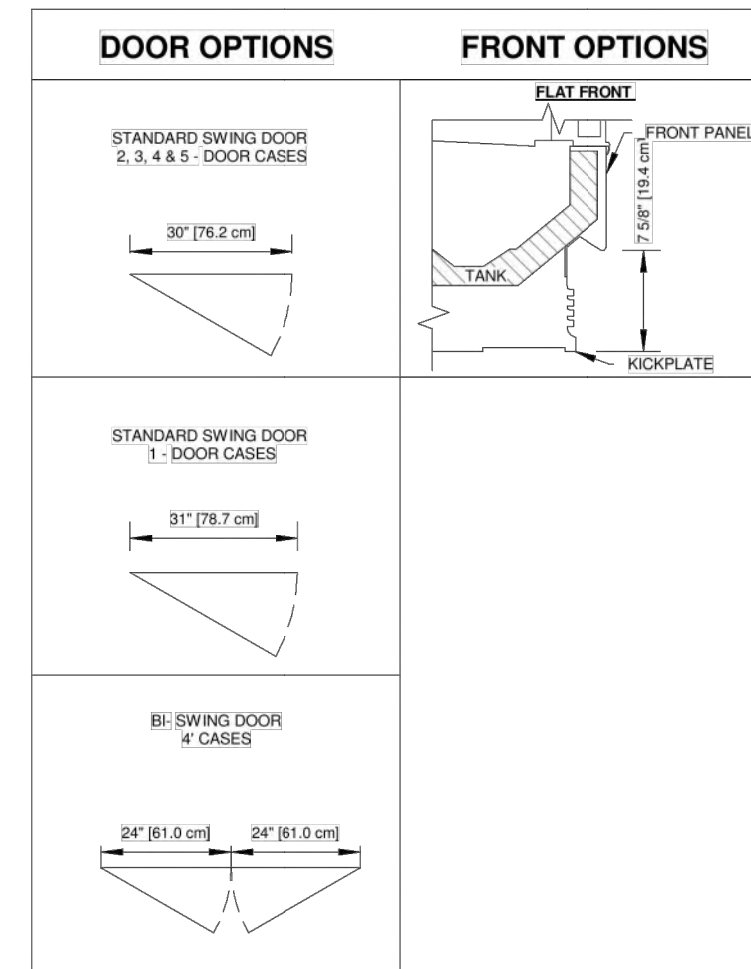 DOOR OPTIONS
FRONT OPTIONS
STANDARD SWING DOOR
2, 3, 4 & 5 - DOOR CASES
30" [76.2 cm]
FLAT FRONT
FRONT PANEL
7 5/8" [19.4 cm]
TANK
KICKPLATE
STANDARD SWING DOOR
1 - DOOR CASES
31" [78.7 cm]
BI- SWING DOOR
4' CASES
24" [61.0 cm] 24" [61.0 cm]